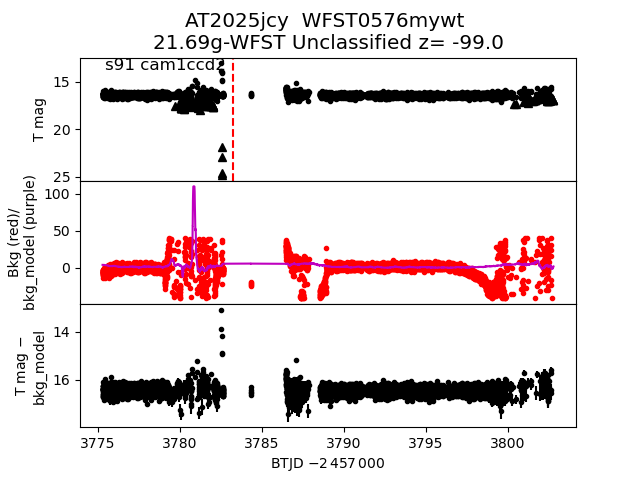 AT2025jcy  WFST0576mywt
21.69g-WFST Unclassified z= -99.0
s91 cam1ccd2
T mag
15
20
25
Bkg (red)/
bkg_model (purple)
100
50
0
T mag −
bkg_model
14
16
3775
3780
3785
3790
3795
3800
BTJD −2 457 000